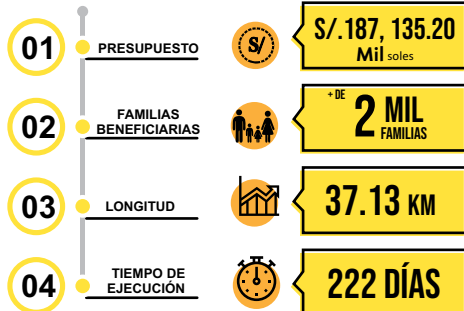 01
PRESUPUESTO
S/
S/.187, 135.20
Mil soles
02
FAMILIAS
BENEFICIARIAS
+ DE
2 MIL
FAMILIAS
03
LONGITUD
37.13 KM
04
TIEMPO DE
EJECUCIÓN
222 DÍAS